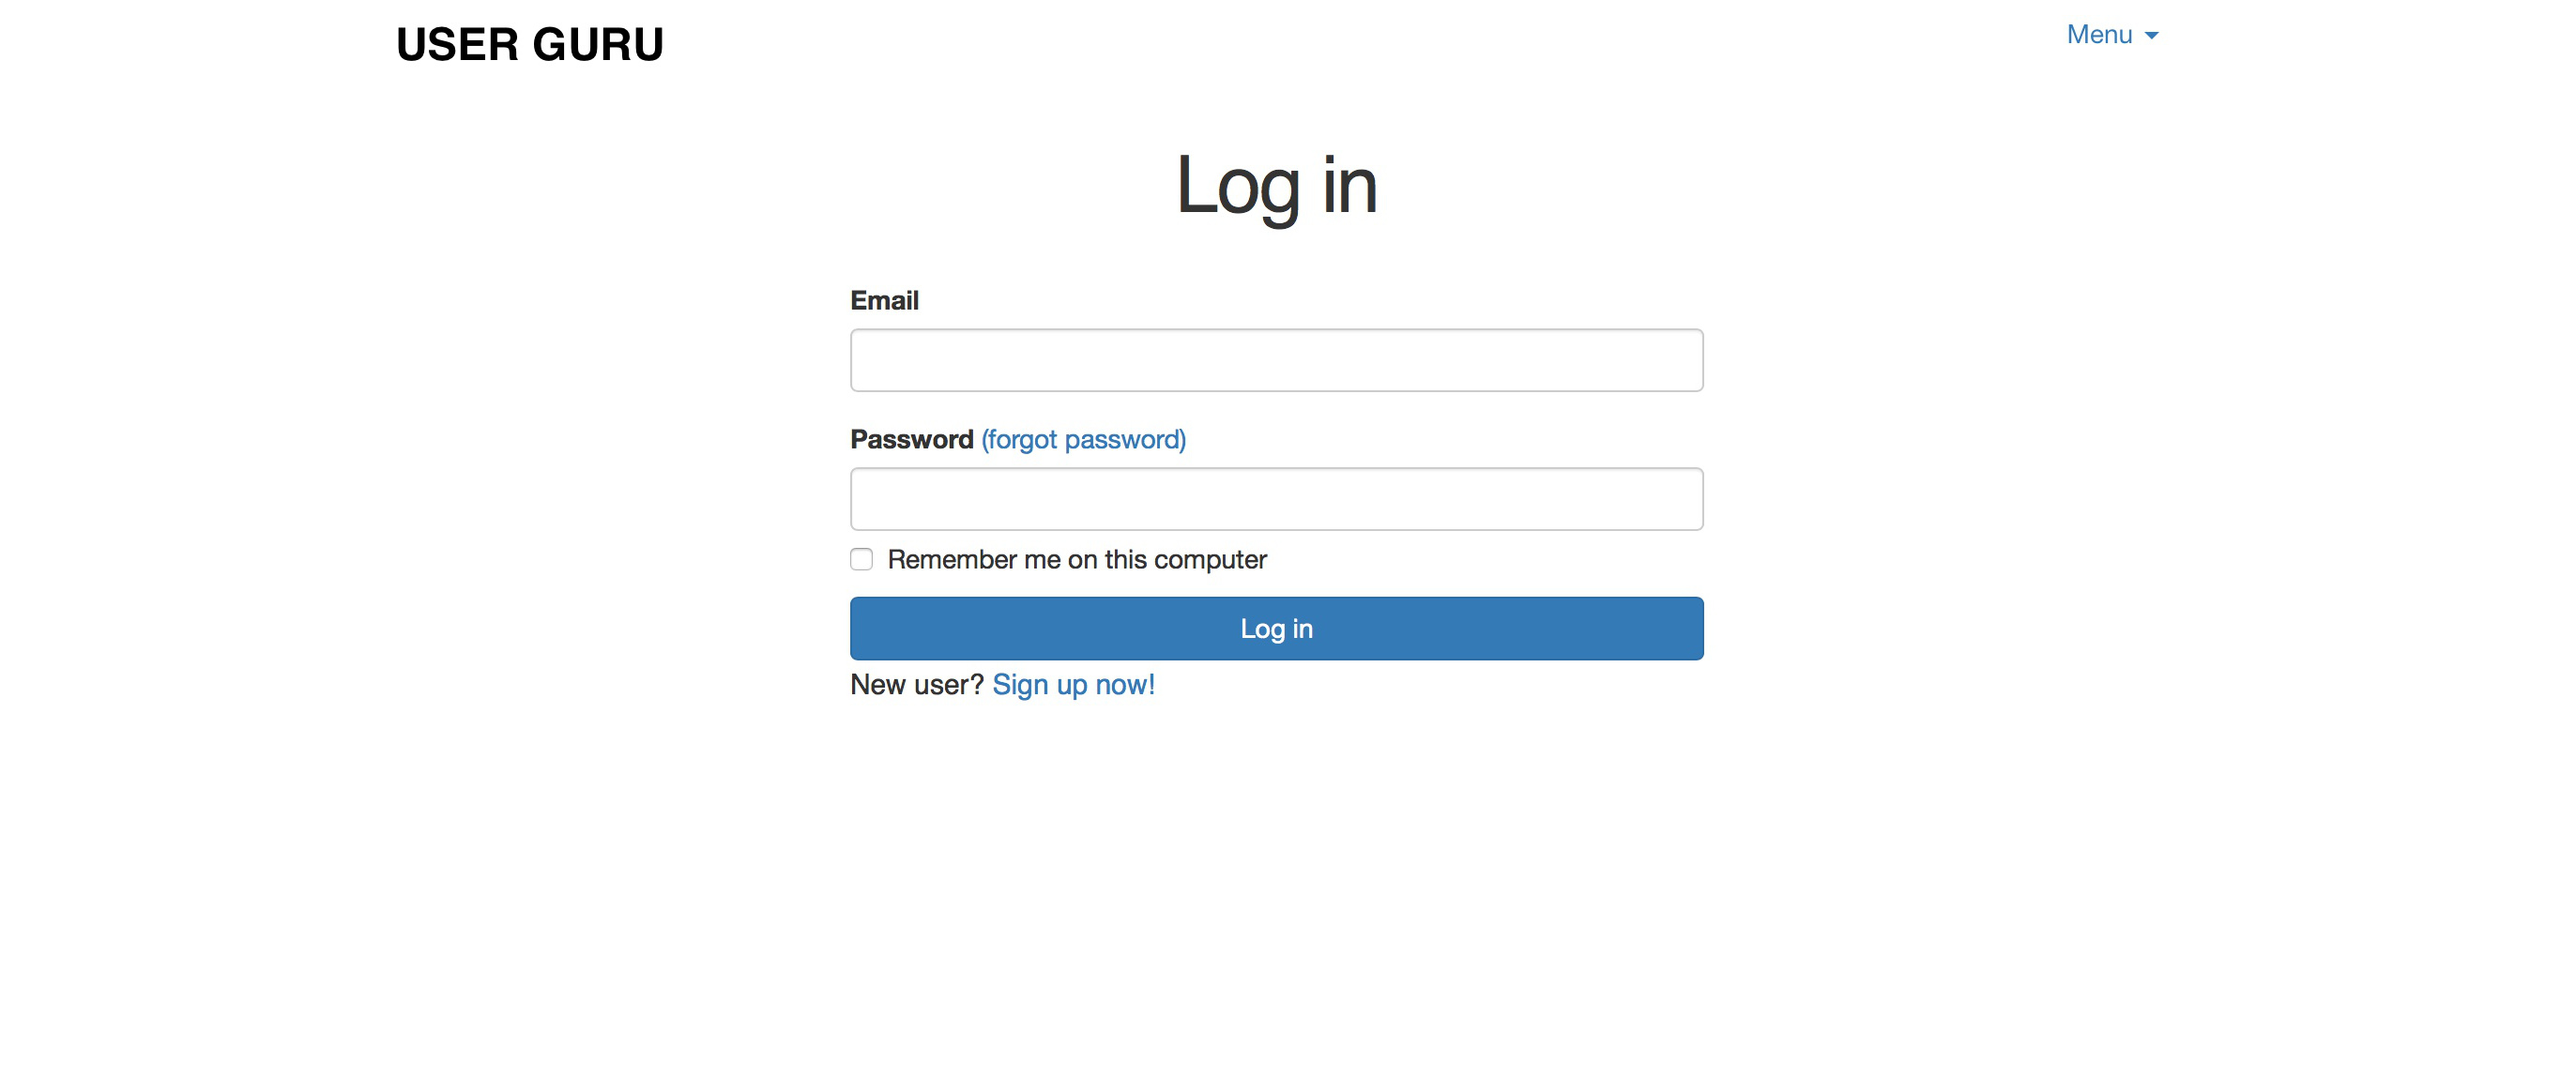 USER GURU
Menu
Log in
Email
Password (forgot password)
Remember me on this computer
Log in
New user? Sign up now!